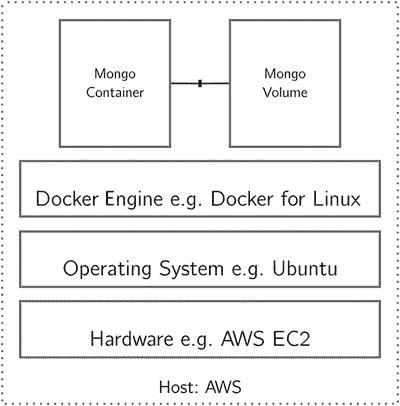 Mongo
Container
Mongo
Volume
Docker Engine e.g. Docker for Linux
Operating System e.g. Ubuntu
Hardware e.g. AWS EC2
Host: AWS